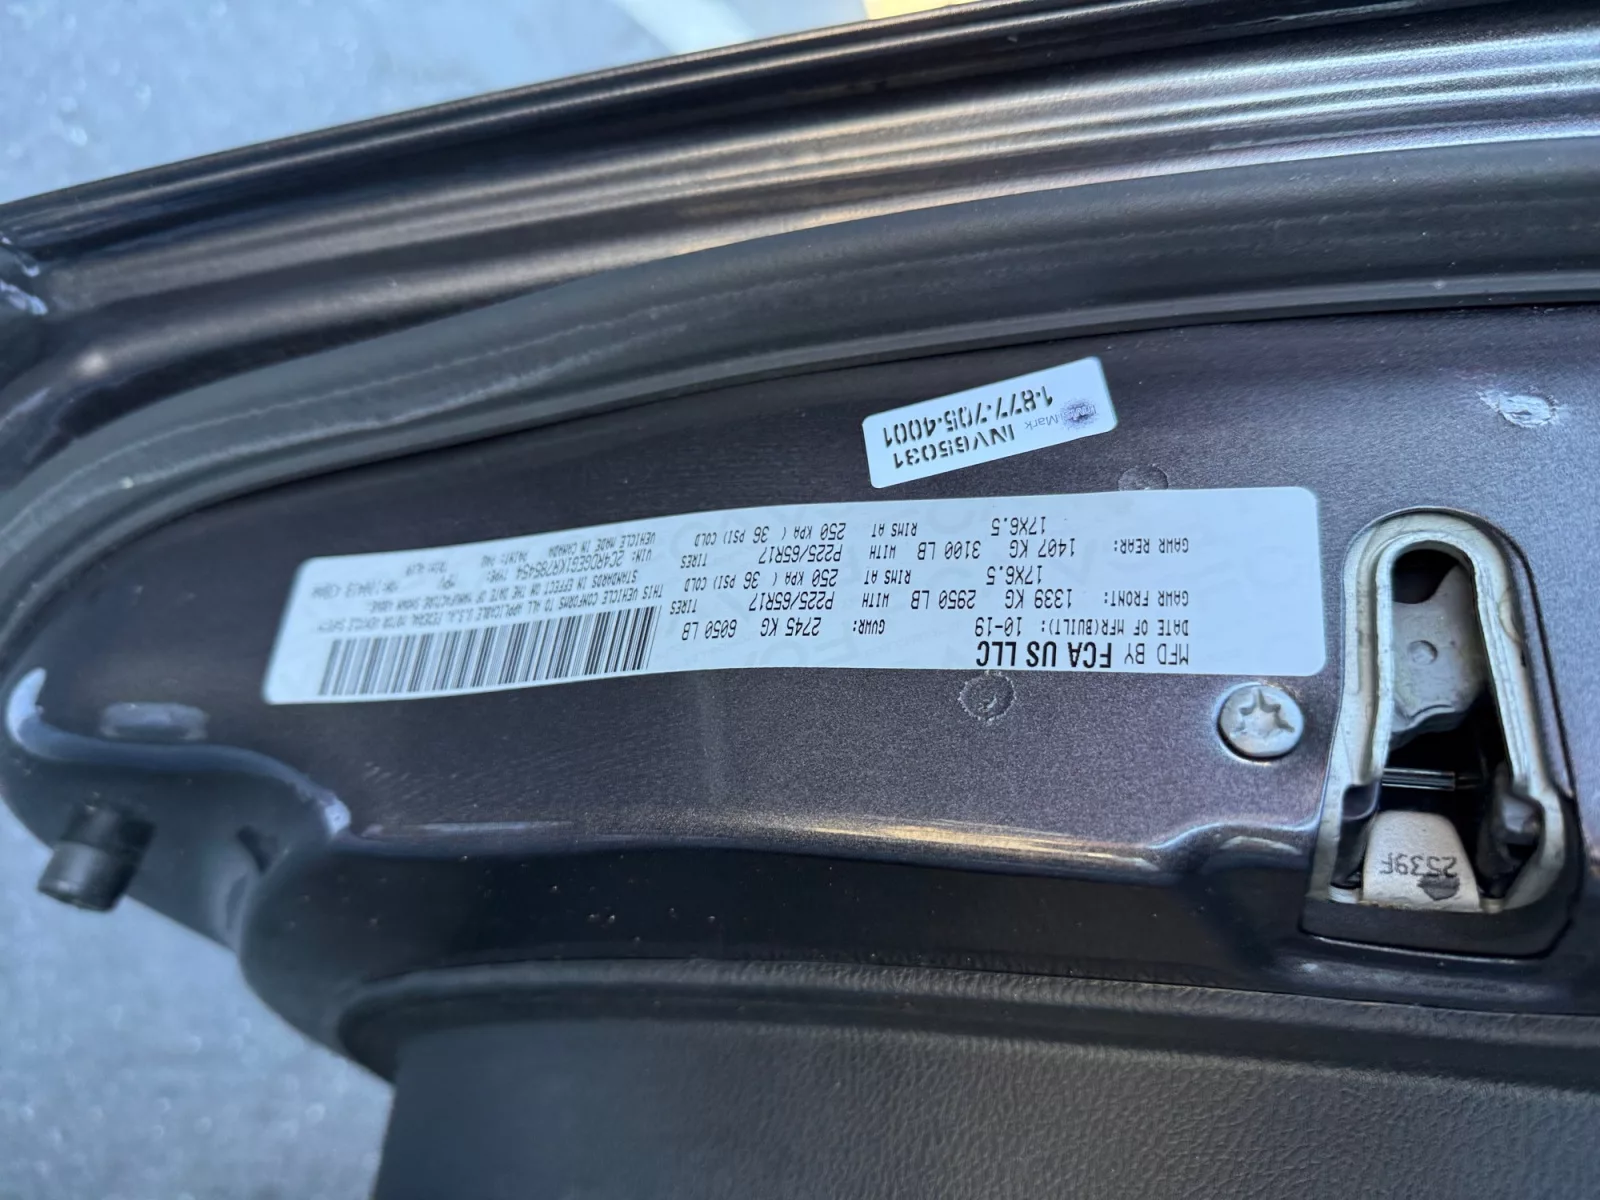 MFD BY FCA US LLC
DATE OF MFR(BUILT): 10-19 GVWR: 2745 KG 6050 LB
GAWR FRONT: 1339 KG 2950 LB WITH P225/65R17 TIRES
17X6.5 RIMS AT 250 KPA ( 36 PSI) COLD
GAWR REAR: 1407 KG 3100 LB WITH P225/65R17 TIRES
17X6.5 RIMS AT 250 KPA ( 36 PSI) COLD
THIS VEHICLE CONFORMS TO ALL APPLICABLE U.S.A. FEDERAL MOTOR VEHICLE SAFETY
STANDARDS IN EFFECT ON THE DATE OF MANUFACTURE SHOWN ABOVE.
VIN:
VEHICLE MADE IN CANADA PAINT:
INV65031
Mark
1-877-705-4001
2539F